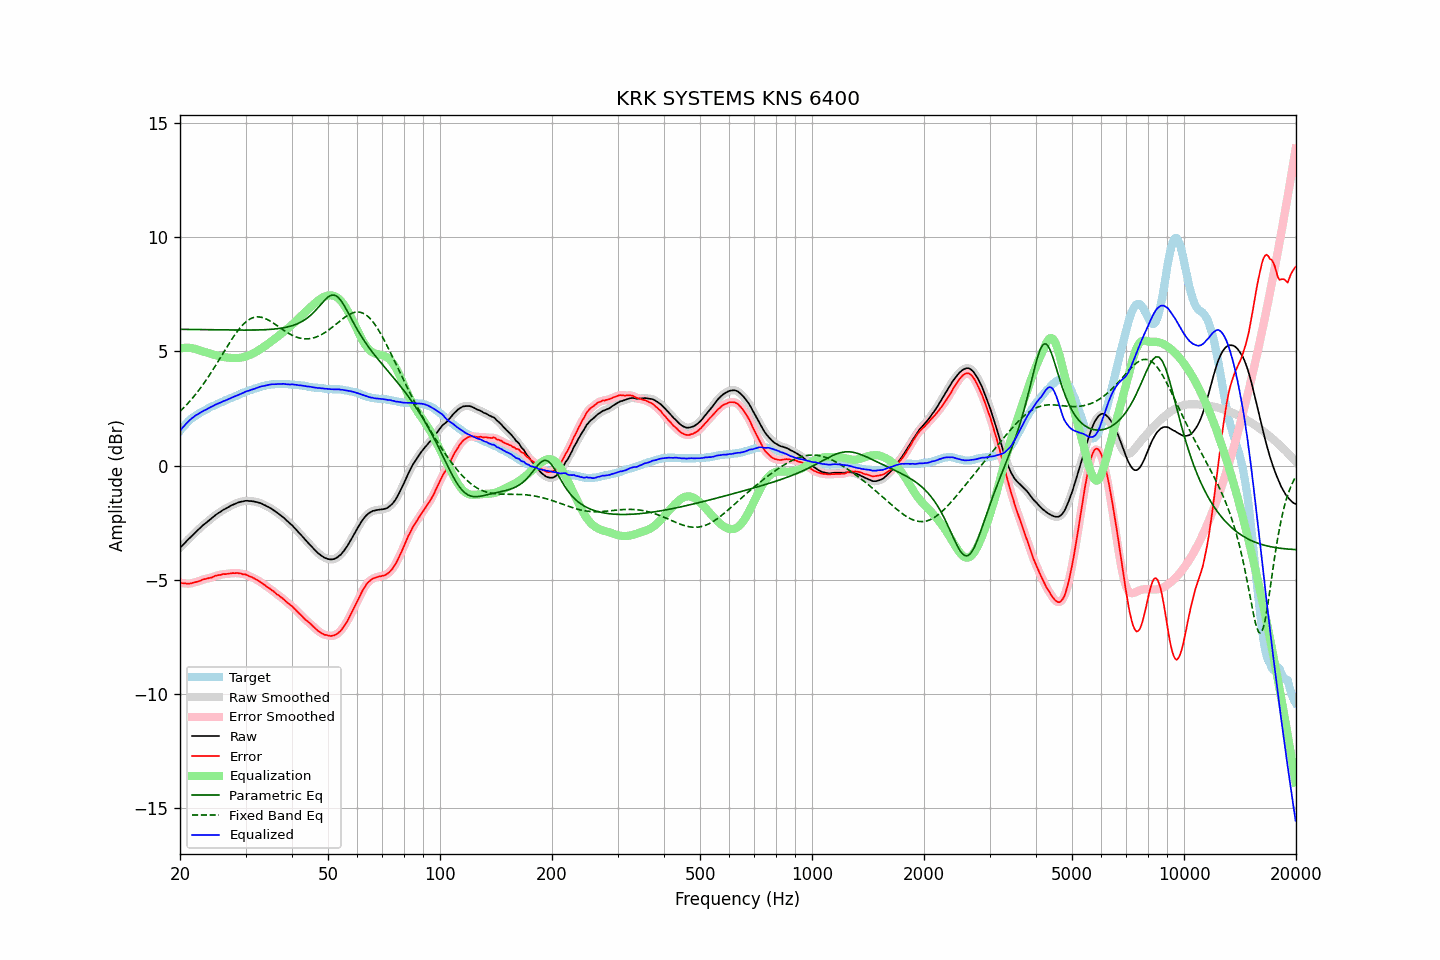 KRK SYSTEMS KNS 6400
Amplitude (dBr)
15
10
5
0
−5
−10
−15
Target
Raw Smoothed
Error Smoothed
Raw
Error
Equalization
Parametric Eq
Fixed Band Eq
Equalized
20 50 100 200 500 1000 2000 5000 10000 20000
Frequency (Hz)